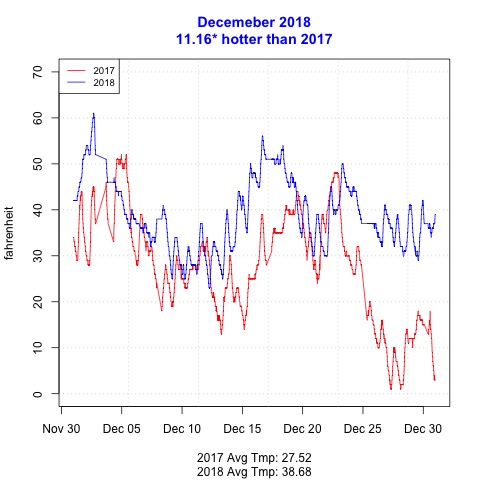 Decemeber 2018
11.16* hotter than 2017
2017
2018
fahrenheit
70
60
50
40
30
20
10
0
Nov 30 Dec 05 Dec 10 Dec 15 Dec 20 Dec 25 Dec 30
2017 Avg Tmp: 27.52
2018 Avg Tmp: 38.68